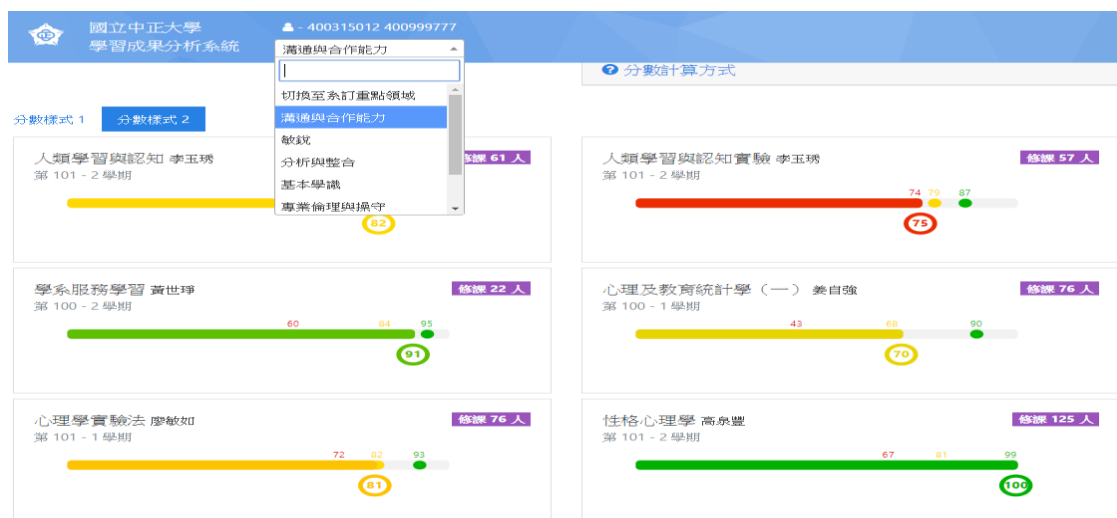 國立中正大學
學習成果分析系統
- 400315012 400999777
溝通與合作能力
切換至系訂重點領域
溝通與合作能力
敏銳
分析與整合
基本學識
專業倫理與操守
分數計算方式
分數樣式 1
分數樣式 2
人類學習與認知 李玉琇
修課 61 人
第 101 - 2 學期
82
人類學習與認知實驗 李玉琇
修課 57 人
第 101 - 2 學期
74 79 87
75
學系服務學習 黃世琤
修課 22 人
第 100 - 2 學期
60 84 95
91
心理及教育統計學（一） 姜自強
修課 76 人
第 100 - 1 學期
43 68 90
70
心理學實驗法 廖敏如
修課 76 人
第 101 - 1 學期
72 82 93
81
性格心理學 高泉豐
修課 125 人
第 101 - 2 學期
67 81 99
100